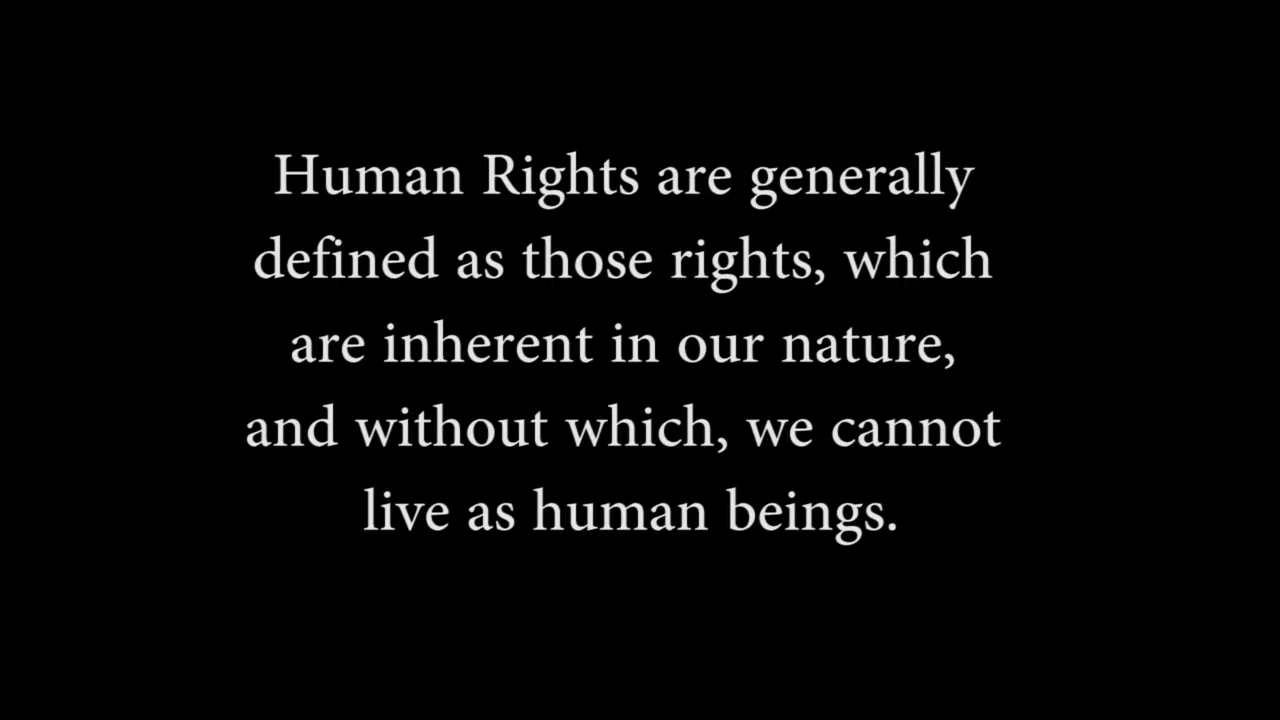 Human Rights are generally
defined as those rights, which
are inherent in our nature,
and without which, we cannot
live as human beings.